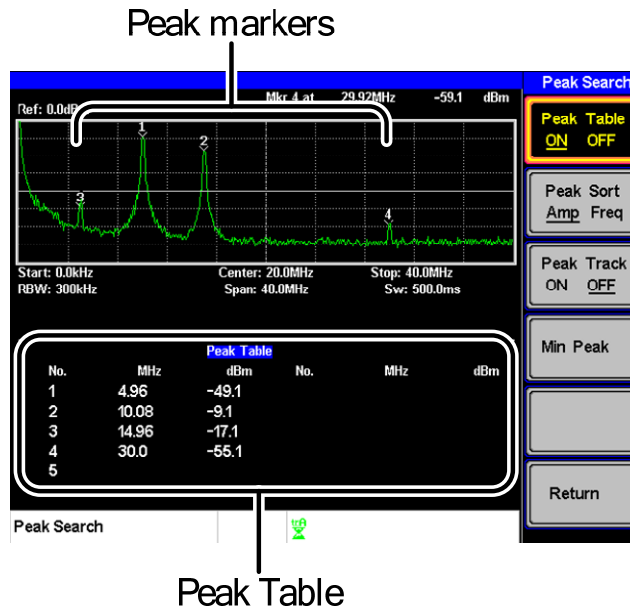 Peak markers
Peak Search
Mkr 4 at 29.92MHz -59.1 dBm
Ref: 0.0dB
Peak Table
ON OFF
1
2
3
4
Peak Sort
Amp Freq
Start: 0.0kHz Center: 20.0MHz Stop: 40.0MHz
RBW: 300kHz Span: 40.0MHz Sw: 500.0ms
Peak Track
ON OFF
Min Peak
Peak Table
No. MHz dBm No. MHz dBm
1 4.96 -49.1
2 10.08 -9.1
3 14.96 -17.1
4 30.0 -55.1
5
Return
Peak Search
Peak Table